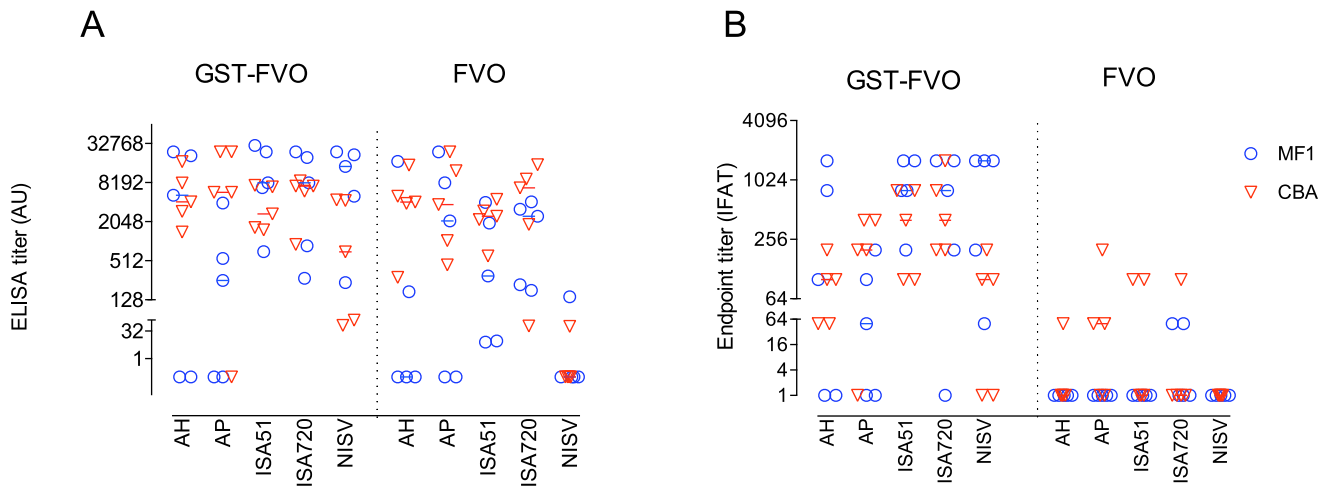 A
GST-FVO
FVO
ELISA titer (AU)
32768
8192
2048
512
128
32
1
AH
AP
ISA51
ISA720
NISV
AH
AP
ISA51
ISA720
NISV
B
GST-FVO
FVO
Endpoint titer (IFAT)
4096
1024
256
64
64
16
4
1
AH
AP
ISA51
ISA720
NISV
AH
AP
ISA51
ISA720
NISV
MF1
CBA